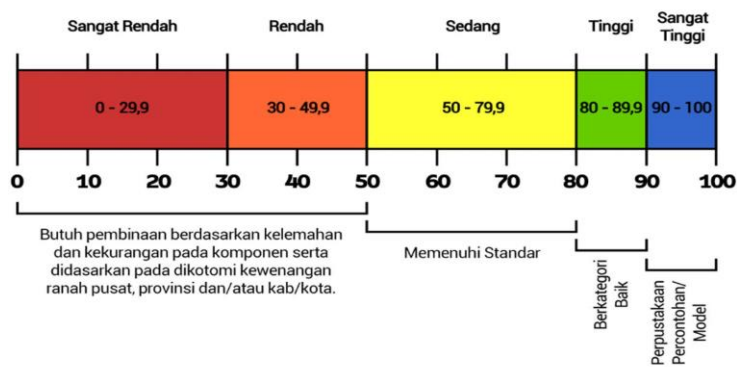 Sangat Rendah
Rendah
Sedang
Tinggi
Sangat
Tinggi
0 - 29,9
30 - 49,9
50 - 79,9
80 - 89,9
90 - 100
0 10 20 30 40 50 60 70 80 90 100
Butuh pembinaan berdasarkan kelemahan
dan kekurangan pada komponen serta
didasarkan pada dikotomi kewenangan
ranah pusat, provinsi dan/atau kab/kota.
Memenuhi Standar
Berkategori
Baik
Perpustakaan
Percontohan/
Model